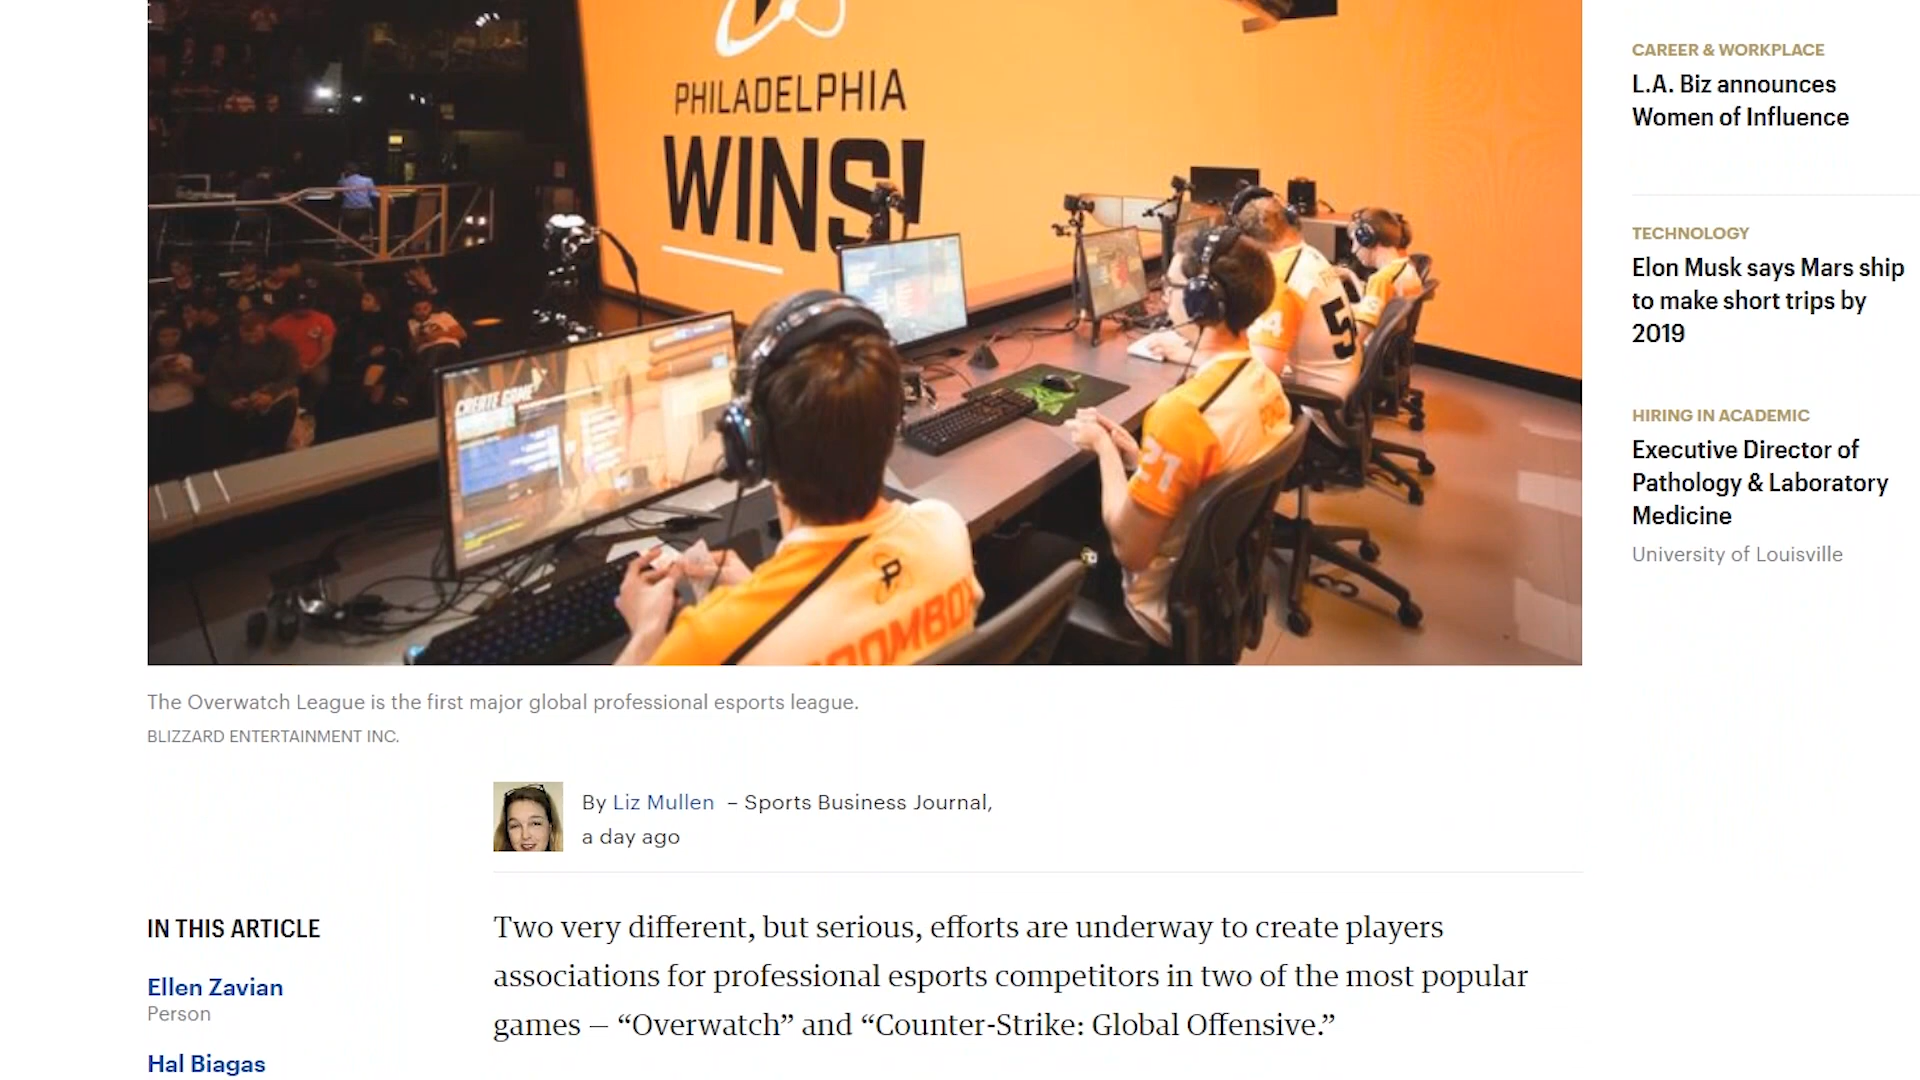 PHILADELPHIA
WINS!
CREATE GAME
5
21
P
The Overwatch League is the first major global professional esports league.
BLIZZARD ENTERTAINMENT INC.
By Liz Mullen – Sports Business Journal,
a day ago
IN THIS ARTICLE
Ellen Zavian
Person
Hal Biagas
Two very different, but serious, efforts are underway to create players
associations for professional esports competitors in two of the most popular
games — “Overwatch” and “Counter-Strike: Global Offensive.”
CAREER & WORKPLACE
L.A. Biz announces
Women of Influence
TECHNOLOGY
Elon Musk says Mars ship
to make short trips by
2019
HIRING IN ACADEMIC
Executive Director of
Pathology & Laboratory
Medicine
University of Louisville